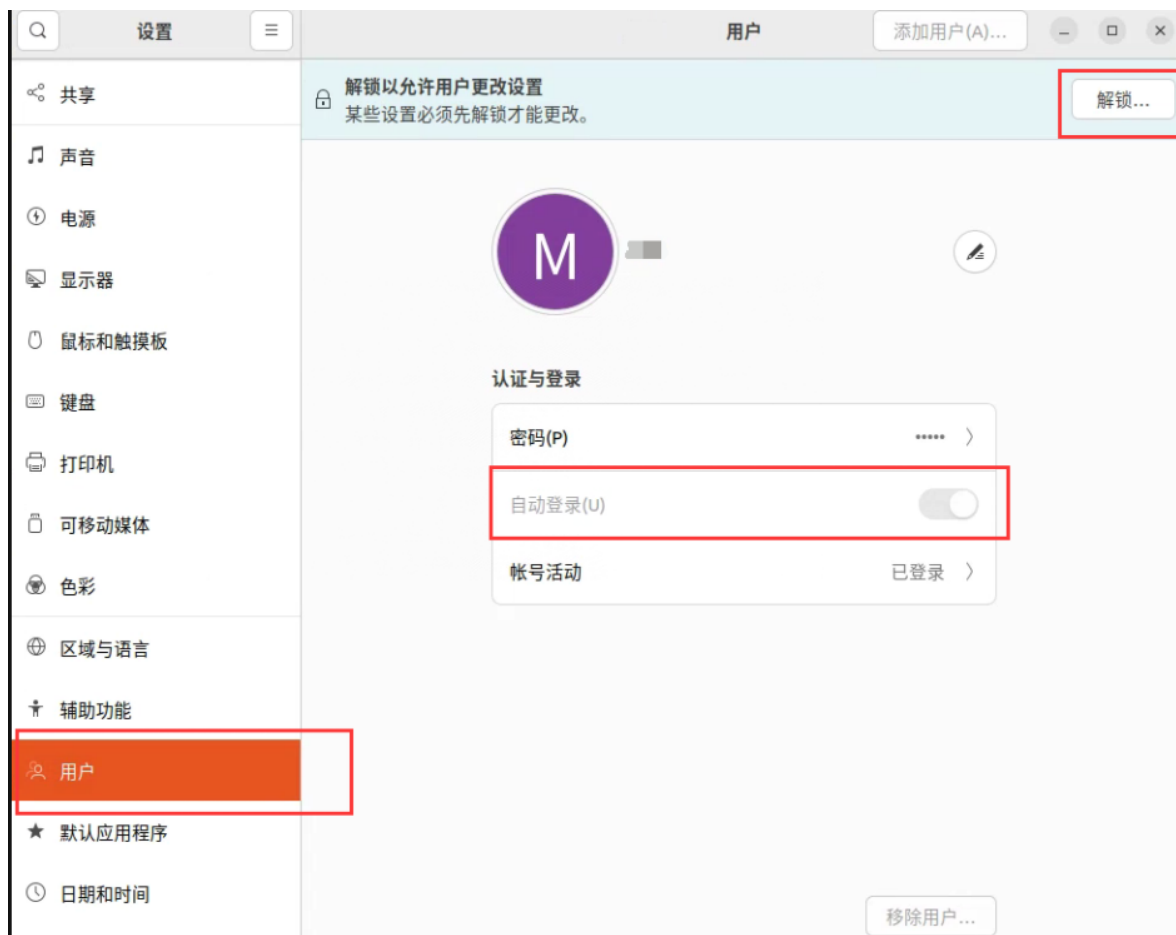 设置
用户
添加用户(A)...
解锁以允许用户更改设置
某些设置必须先解锁才能更改。
解锁...
共享
声音
电源
显示器
鼠标和触摸板
键盘
打印机
可移动媒体
色彩
区域与语言
辅助功能
用户
默认应用程序
日期和时间
M
认证与登录
密码(P) •••••
自动登录(U)
帐号活动 已登录
移除用户...